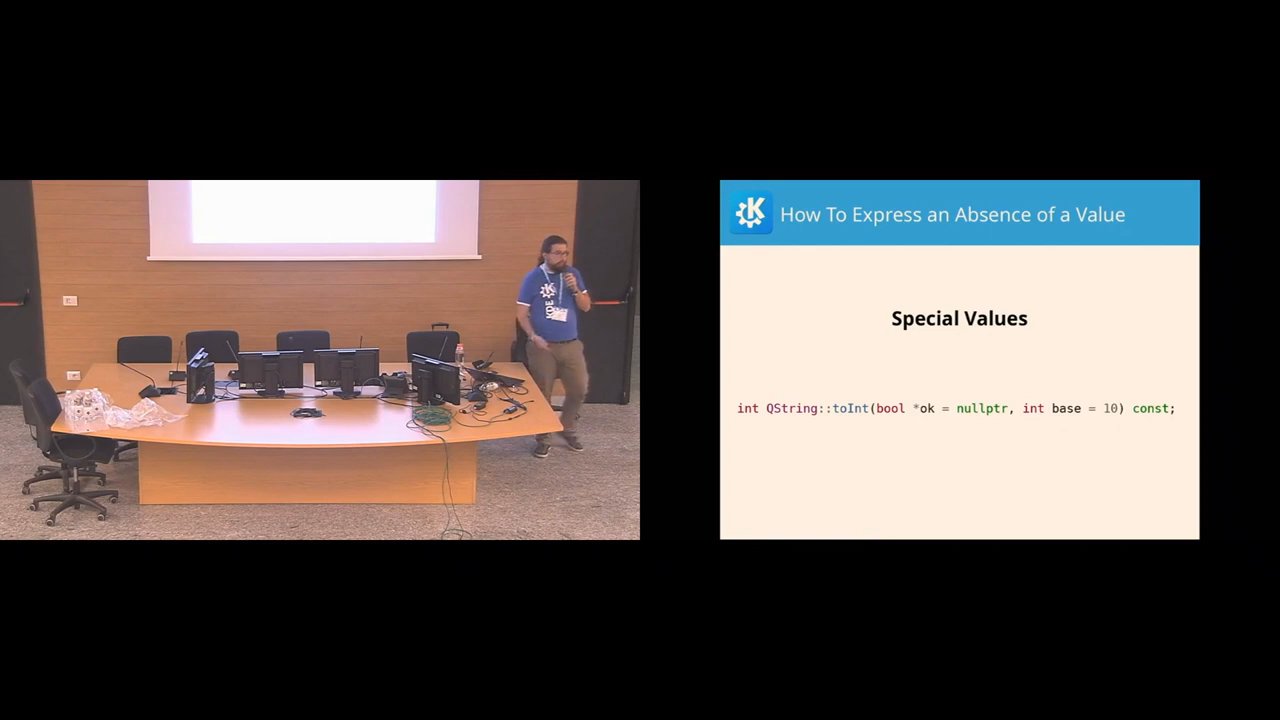 KDE
How To Express an Absence of a Value
Special Values
int QString::toInt(bool *ok = nullptr, int base = 10) const;